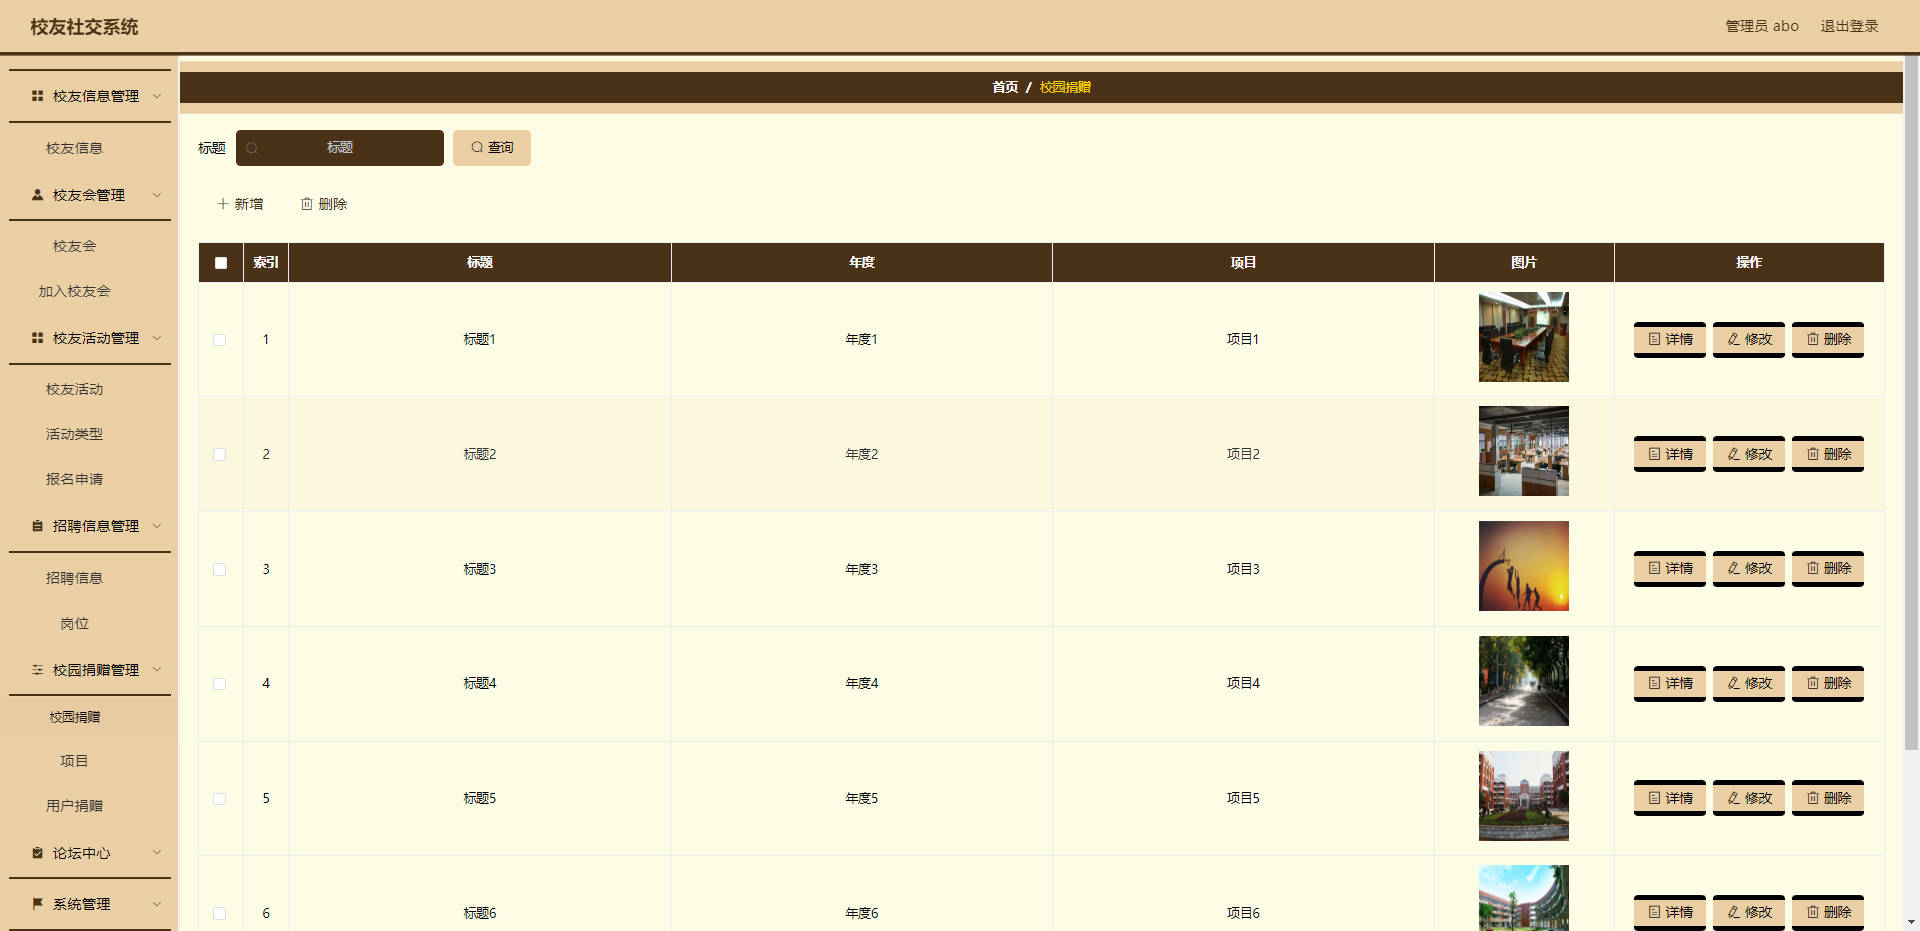 校友社交系统
管理员 abo 退出登录
校友信息管理
校友信息
校友会管理
校友会
加入校友会
校友活动管理
校友活动
活动类型
报名申请
招聘信息管理
招聘信息
岗位
校园捐赠管理
校园捐赠
项目
用户捐赠
论坛中心
系统管理
首页 / 校园捐赠
标题 标题 查询
新增 删除
索引 标题 年度 项目 图片 操作
1 标题1 年度1 项目1 详情 修改 删除
2 标题2 年度2 项目2 详情 修改 删除
3 标题3 年度3 项目3 详情 修改 删除
4 标题4 年度4 项目4 详情 修改 删除
5 标题5 年度5 项目5 详情 修改 删除
6 标题6 年度6 项目6 详情 修改 删除